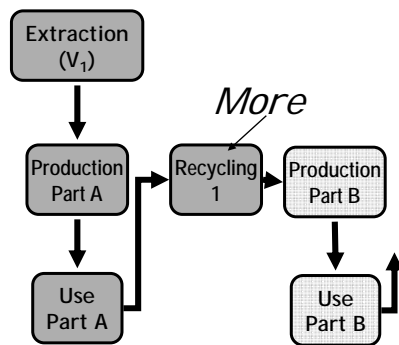 Extraction
(V₁)
More
Production
Part A
Recycling
1
Production
Part B
Use
Part A
Use
Part B